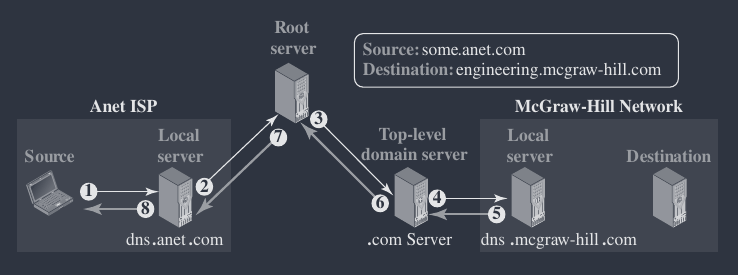 Root
server
Source: some.anet.com
Destination: engineering.mcgraw-hill.com
Anet ISP
McGraw-Hill Network
Source
Local
server
Top-level
domain server
Local
server
Destination
1
8
2
7
3
6
4
5
dns.anet.com
.com Server
dns .mcgraw-hill .com